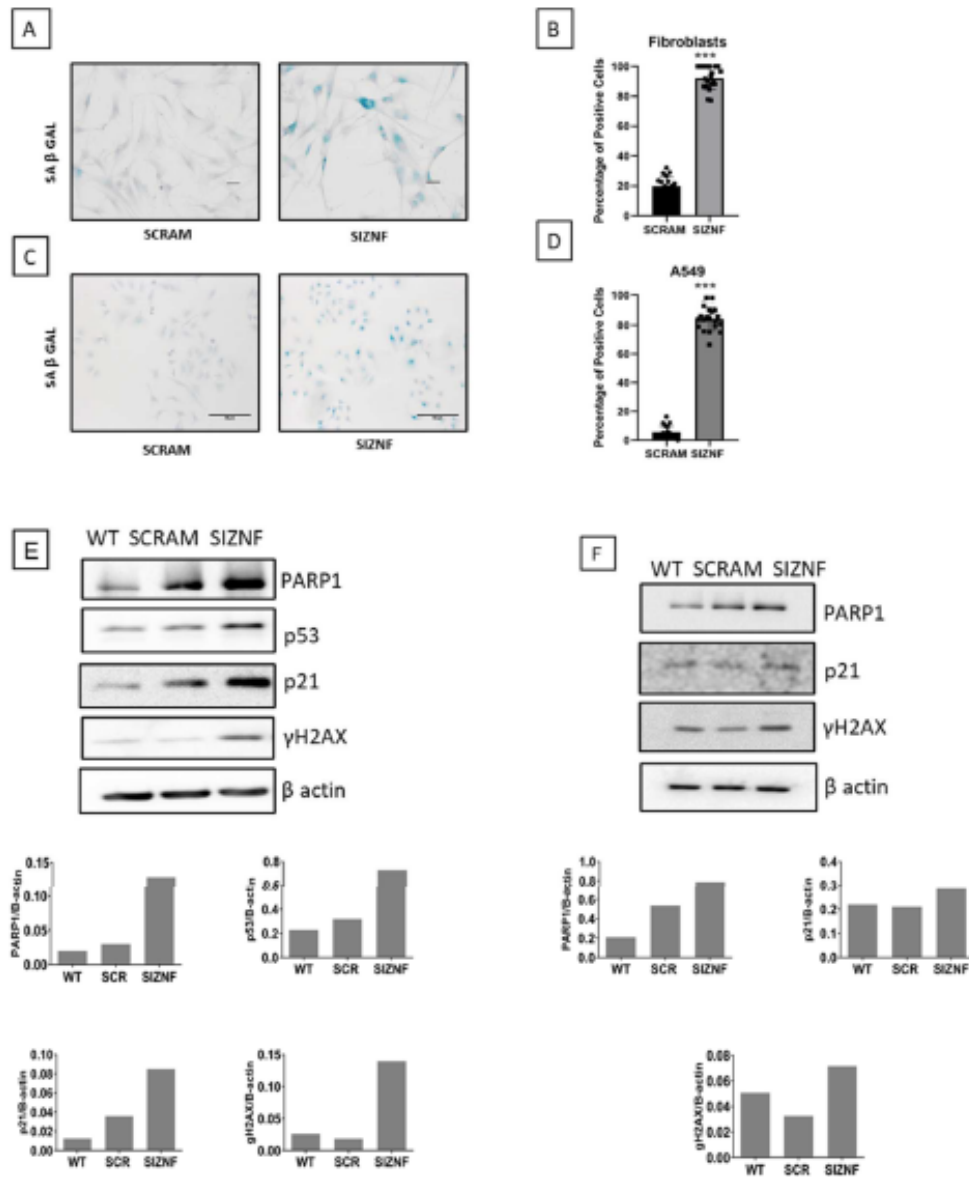 A
SA β GAL
SCRAM
SIZNF
B
Fibroblasts
***
Percentage of Positive Cells
100
80
60
40
20
0
SCRAM SIZNF
C
SA β GAL
SCRAM
SIZNF
D
A549
***
Percentage of Positive Cells
100
80
60
40
20
0
SCRAM SIZNF
E
WT SCRAM SIZNF
PARP1
p53
p21
γH2AX
β actin
F
WT SCRAM SIZNF
PARP1
p21
γH2AX
β actin
PARP1/B-actin
0.15
0.10
0.05
0.00
WT SCR SIZNF
p53/B-actin
0.8
0.6
0.4
0.2
0.0
WT SCR SIZNF
PARP1/B-actin
1.0
0.8
0.6
0.4
0.2
WT SCR SIZNF
p21/B-actin
0.4
0.3
0.2
0.1
0.0
WT SCR SIZNF
p21/B-actin
0.10
0.08
0.06
0.04
0.02
0.00
WT SCR SIZNF
gH2AX/B-actin
0.15
0.10
0.05
0.00
WT SCR SIZNF
gH2AX/B-actin
0.08
0.06
0.04
0.02
0.00
WT SCR SIZNF